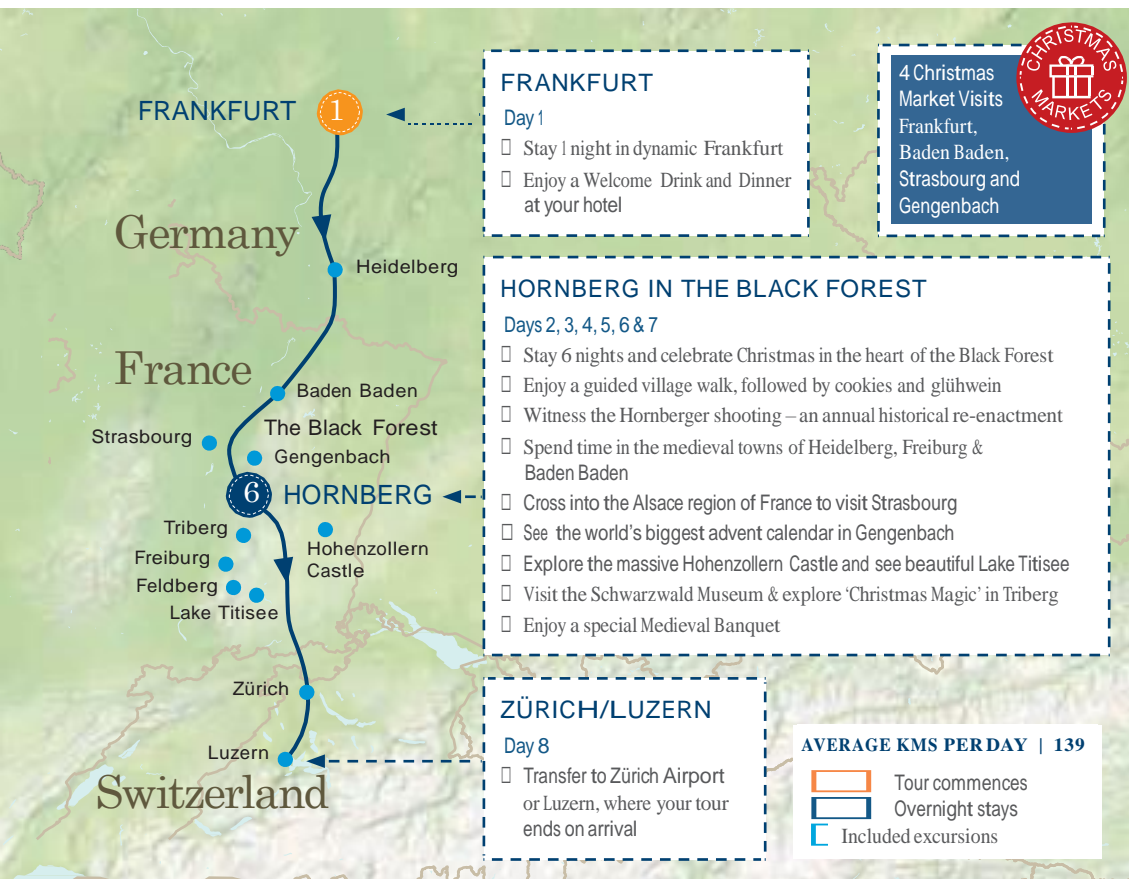 FRANKFURT
1
Germany
Heidelberg
France
Baden Baden
Strasbourg
The Black Forest
Gengenbach
6
HORNBERG
Triberg
Hohenzollern
Castle
Freiburg
Feldberg
Lake Titisee
Zürich
Luzern
Switzerland
FRANKFURT
Day 1
Stay 1 night in dynamic Frankfurt
Enjoy a Welcome Drink and Dinner
at your hotel
4 Christmas
Market Visits
Frankfurt,
Baden Baden,
Strasbourg and
Gengenbach
CHRISTMAS
MARKETS
HORNBERG IN THE BLACK FOREST
Days 2, 3, 4, 5, 6 & 7
Stay 6 nights and celebrate Christmas in the heart of the Black Forest
Enjoy a guided village walk, followed by cookies and glühwein
Witness the Hornberger shooting – an annual historical re-enactment
Spend time in the medieval towns of Heidelberg, Freiburg &
Baden Baden
Cross into the Alsace region of France to visit Strasbourg
See the world's biggest advent calendar in Gengenbach
Explore the massive Hohenzollern Castle and see beautiful Lake Titisee
Visit the Schwarzwald Museum & explore 'Christmas Magic' in Triberg
Enjoy a special Medieval Banquet
ZÜRICH/LUZERN
Day 8
Transfer to Zürich Airport
or Luzern, where your tour
ends on arrival
AVERAGE KMS PER DAY | 139
Tour commences
Overnight stays
Included excursions